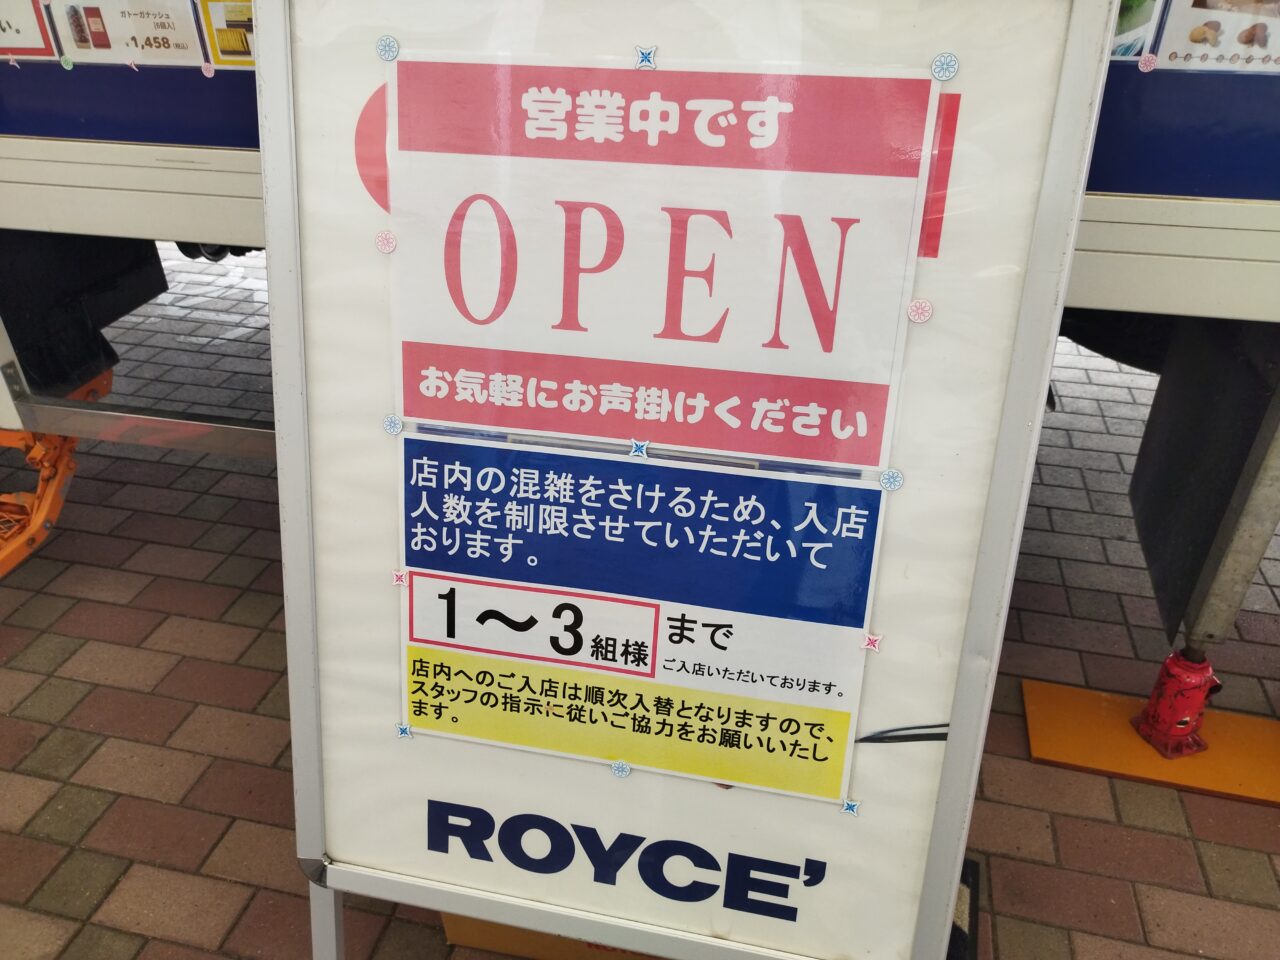 い。
ガトーガナッシュ
[6個入]
¥1,458(税込)
営業中です
OPEN
お気軽にお声掛けください
店内の混雑をさけるため、入店
人数を制限させていただいて
おります。
1～3組様まで
ご入店いただいております。
店内へのご入店は順次入替となりますので、
スタッフの指示に従いご協力をお願いいたし
ます。
ROYCE'